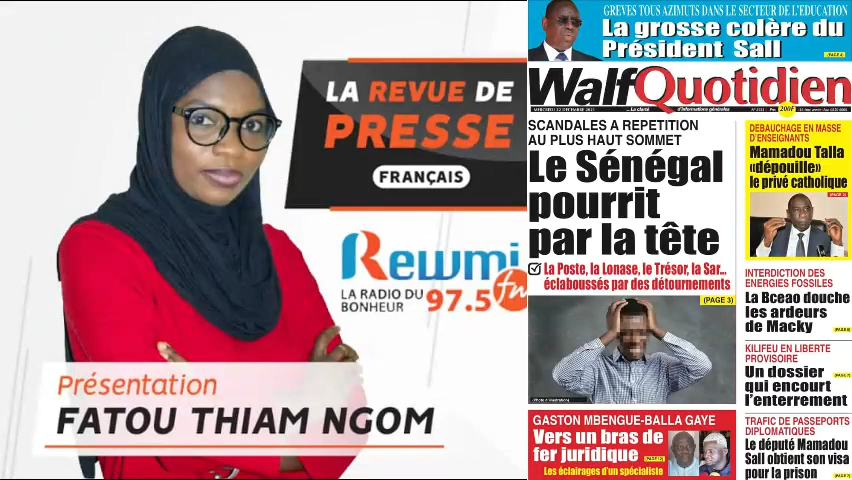 LA REVUE DE
PRESSE
FRANÇAIS
Rewmi
fm
LA RADIO DU
BONHEUR
97.5
Présentation
FATOU THIAM NGOM
GREVES TOUS AZIMUTS DANS LE SECTEUR DE L'EDUCATION
La grosse colère du
Président Sall
(PAGE 4)
WalfQuotidien
SCANDALES A REPETITION
AU PLUS HAUT SOMMET
Le Sénégal
pourrit
par la tête
La Poste, la Lonase, le Trésor, la Sar...
éclaboussés par des détournements
(PAGE 3)
(Photo d'illustration)
GASTON MBENGUE-BALLA GAYE
Vers un bras de
fer juridique
Les éclairages d'un spécialiste
DEBAUCHAGE EN MASSE
D'ENSEIGNANTS
Mamadou Talla
«dépouille»
le privé catholique
INTERDICTION DES
ENERGIES FOSSILES
La Bceao douche
les ardeurs
de Macky
KILIFEU EN LIBERTE
PROVISOIRE
Un dossier
qui encourt
l'enterrement
TRAFIC DE PASSEPORTS
DIPLOMATIQUES
Le député Mamadou
Sall obtient son visa
pour la prison